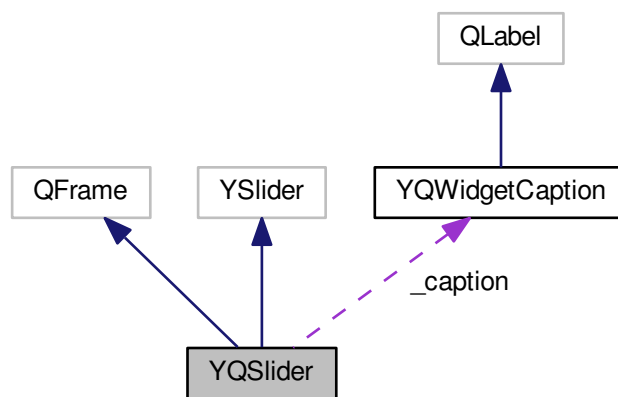 QLabel
QFrame
YSlider
YQWidgetCaption
_caption
YQSlider